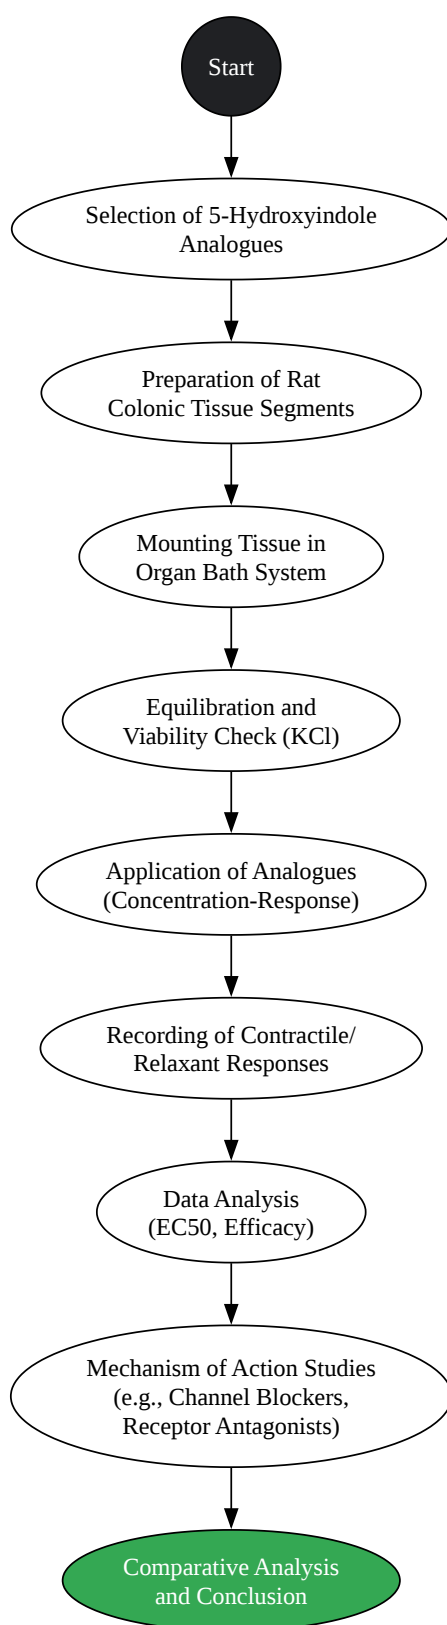 Start
Selection of 5-Hydroxyindole
Analogues
Preparation of Rat
Colonic Tissue Segments
Mounting Tissue in
Organ Bath System
Equilibration and
Viability Check (KCl)
Application of Analogues
(Concentration-Response)
Recording of Contractile/
Relaxant Responses
Data Analysis
(EC50, Efficacy)
Mechanism of Action Studies
(e.g., Channel Blockers,
Receptor Antagonists)
Comparative Analysis
and Conclusion